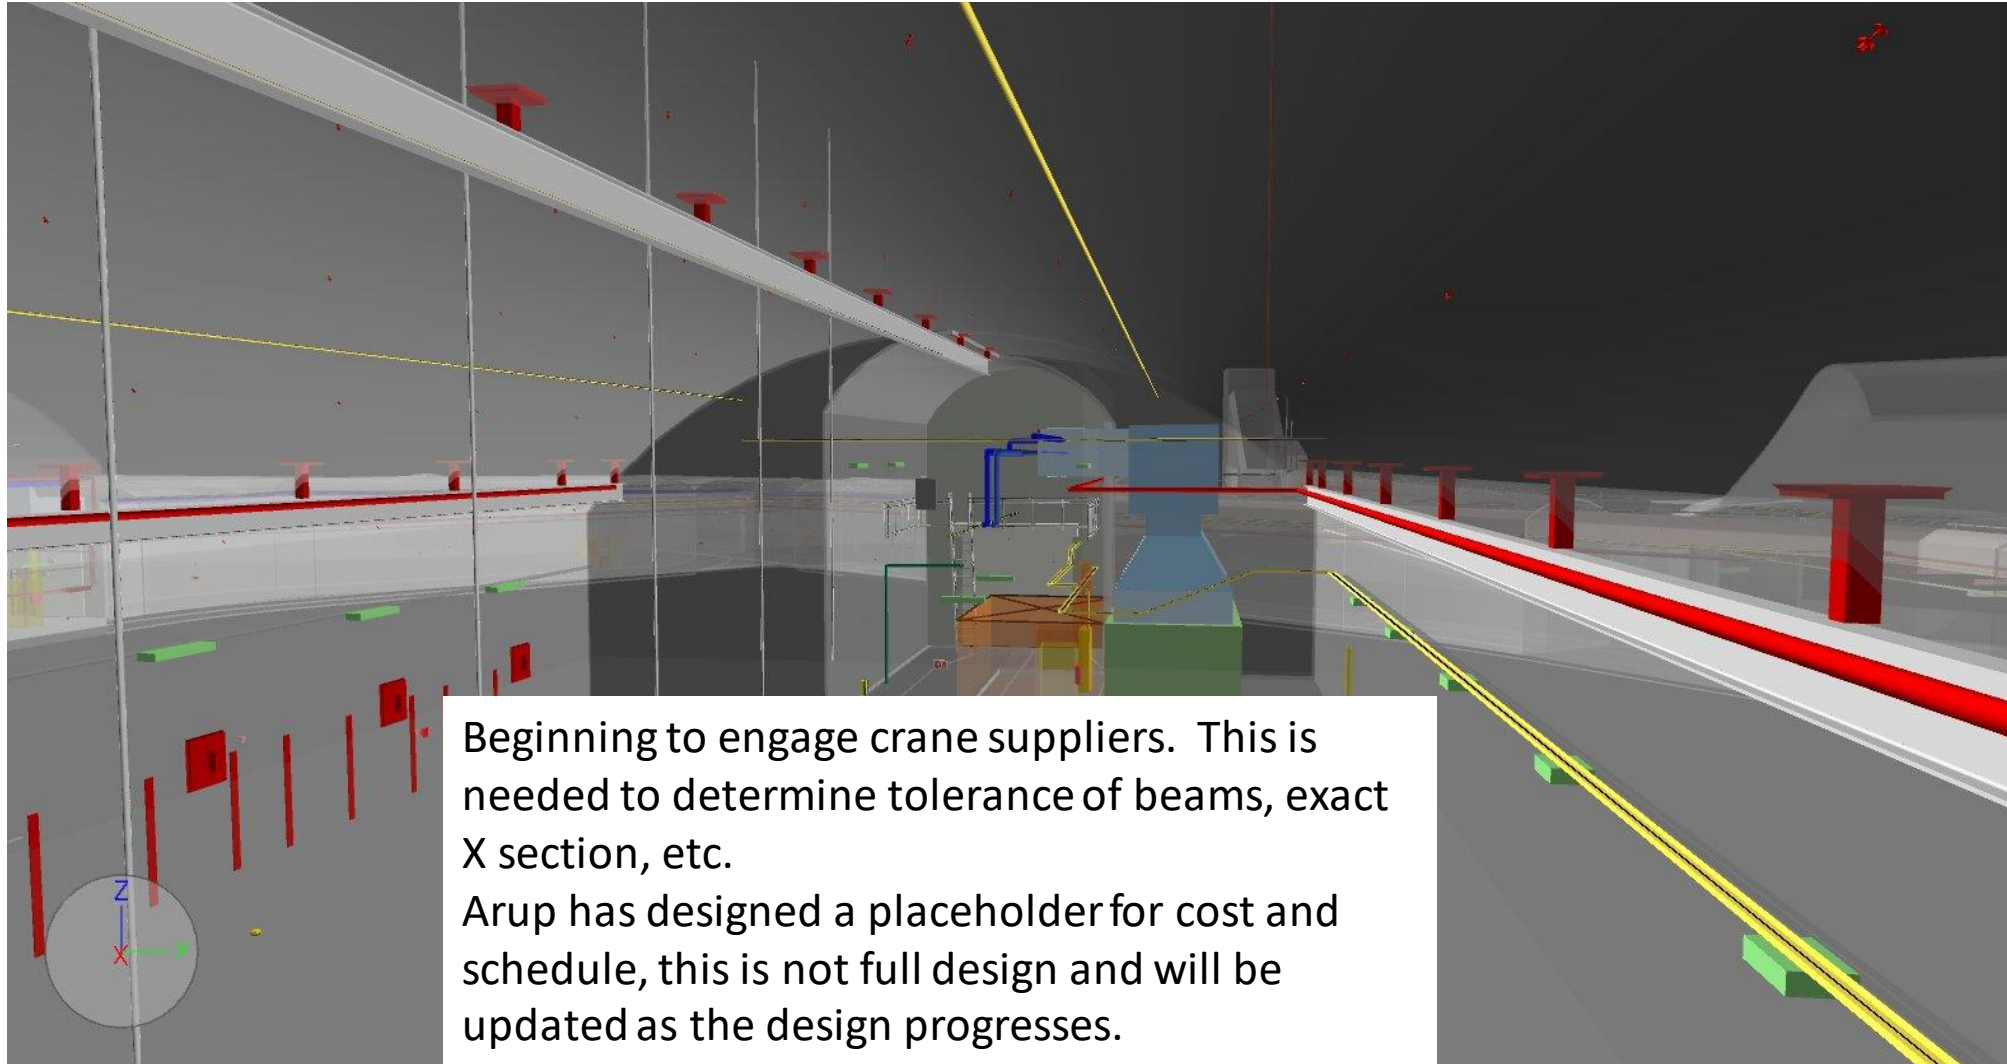 Z
X
Y
Beginning to engage crane suppliers. This is
needed to determine tolerance of beams, exact
X section, etc.
Arup has designed a placeholder for cost and
schedule, this is not full design and will be
updated as the design progresses.